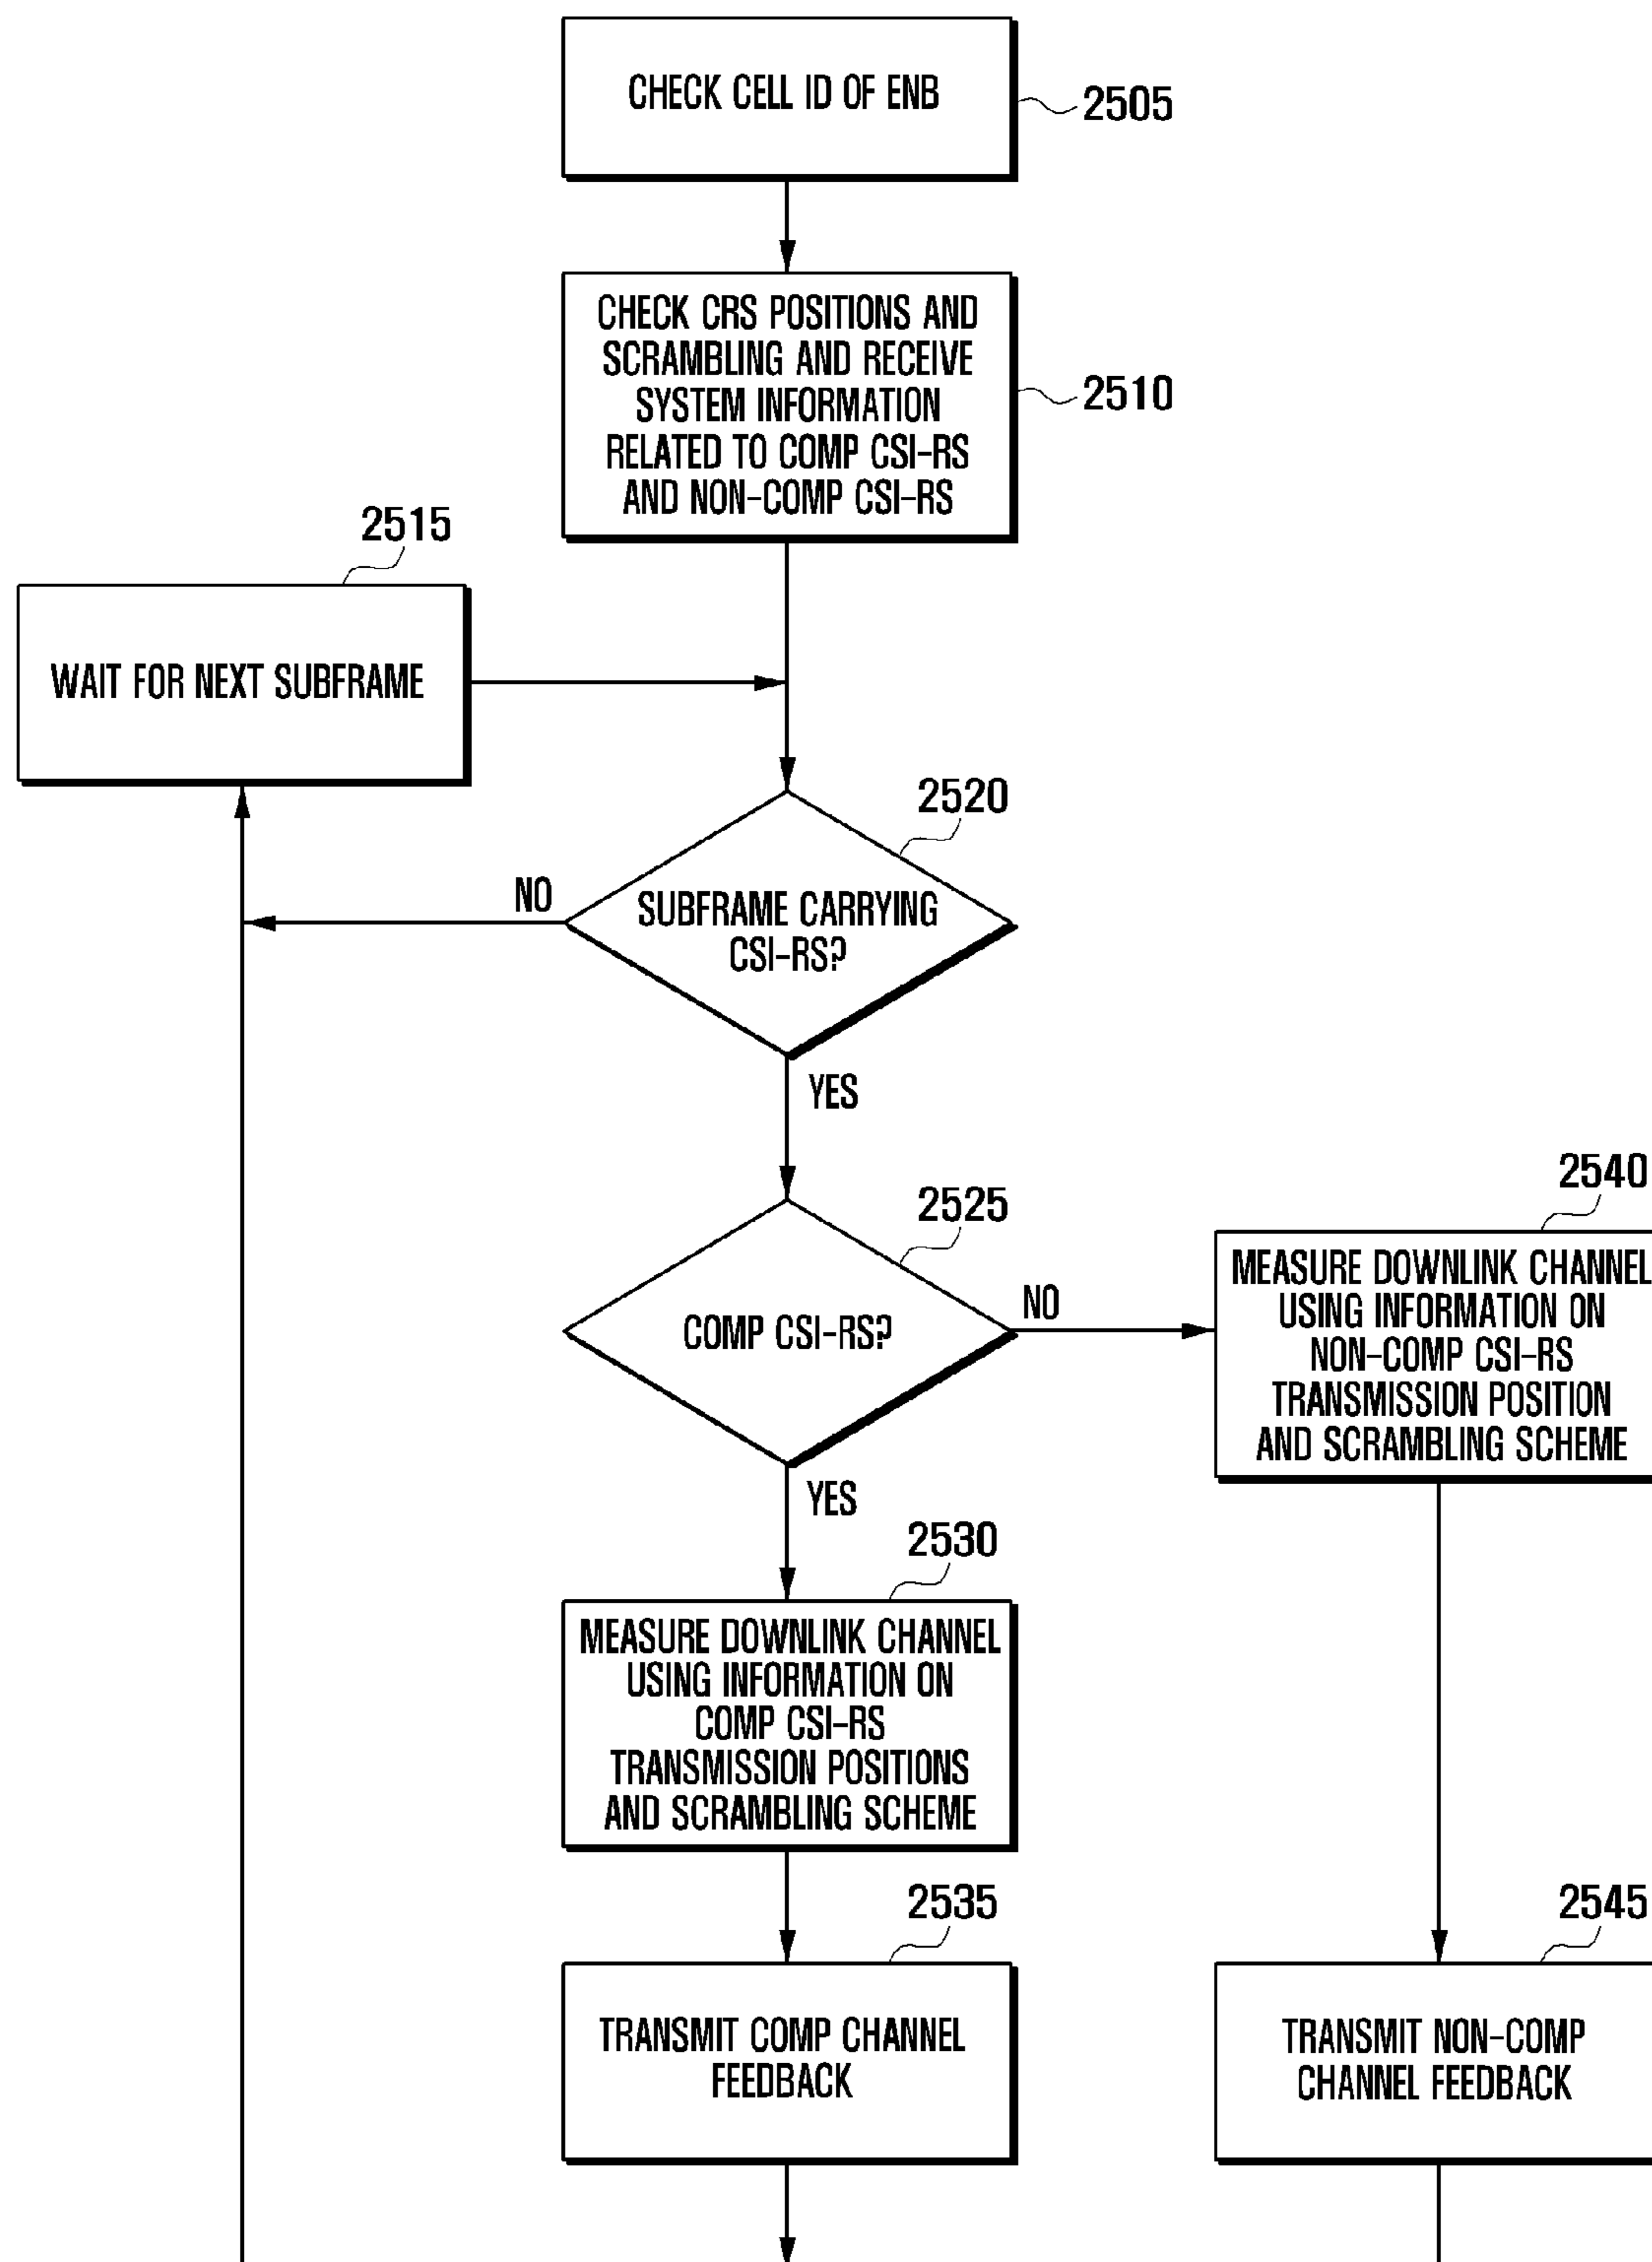 CHECK CELL ID OF ENB
2505
CHECK CRS POSITIONS AND
SCRAMBLING AND RECEIVE
SYSTEM INFORMATION
RELATED TO COMP CSI-RS
AND NON-COMP CSI-RS
2510
2515
WAIT FOR NEXT SUBFRAME
2520
NO
SUBFRAME CARRYING
CSI-RS?
YES
2525
COMP CSI-RS?
NO
2540
MEASURE DOWNLINK CHANNEL
USING INFORMATION ON
NON-COMP CSI-RS
TRANSMISSION POSITION
AND SCRAMBLING SCHEME
YES
2530
MEASURE DOWNLINK CHANNEL
USING INFORMATION ON
COMP CSI-RS
TRANSMISSION POSITIONS
AND SCRAMBLING SCHEME
2535
TRANSMIT COMP CHANNEL
FEEDBACK
2545
TRANSMIT NON-COMP
CHANNEL FEEDBACK